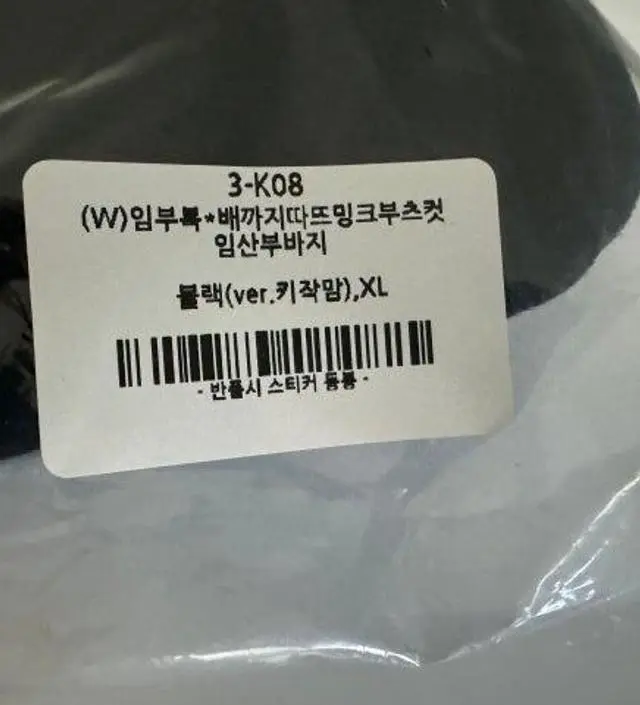 3-K08
(W)임부복*배까지따뜨밍크부츠컷
임산부바지
블랙(ver.키작맘),XL
- 반품시 스티커 동봉 -